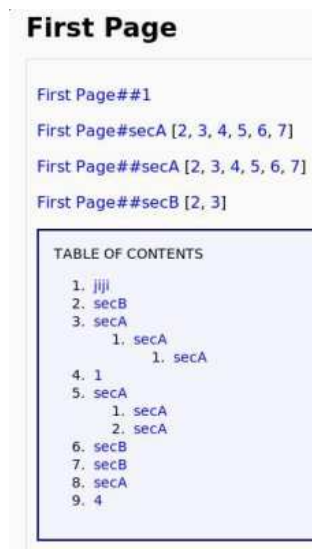 First Page
First Page##1
First Page#secA [2, 3, 4, 5, 6, 7]
First Page##secA [2, 3, 4, 5, 6, 7]
First Page##secB [2, 3]
TABLE OF CONTENTS
1. jiji
2. secB
3. secA
1. secA
1. secA
4. 1
5. secA
1. secA
2. secA
6. secB
7. secB
8. secA
9. 4